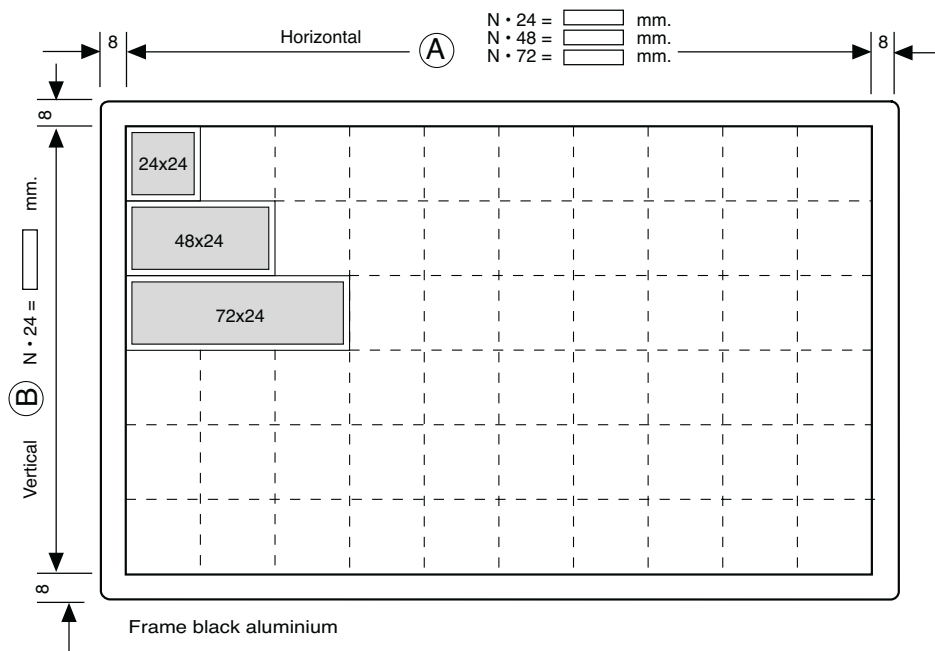 8
Horizontal
A
N • 24 = mm.
N • 48 = mm.
N • 72 = mm.
8
8
24x24
48x24
72x24
Vertical B N • 24 = mm.
8
Frame black aluminium